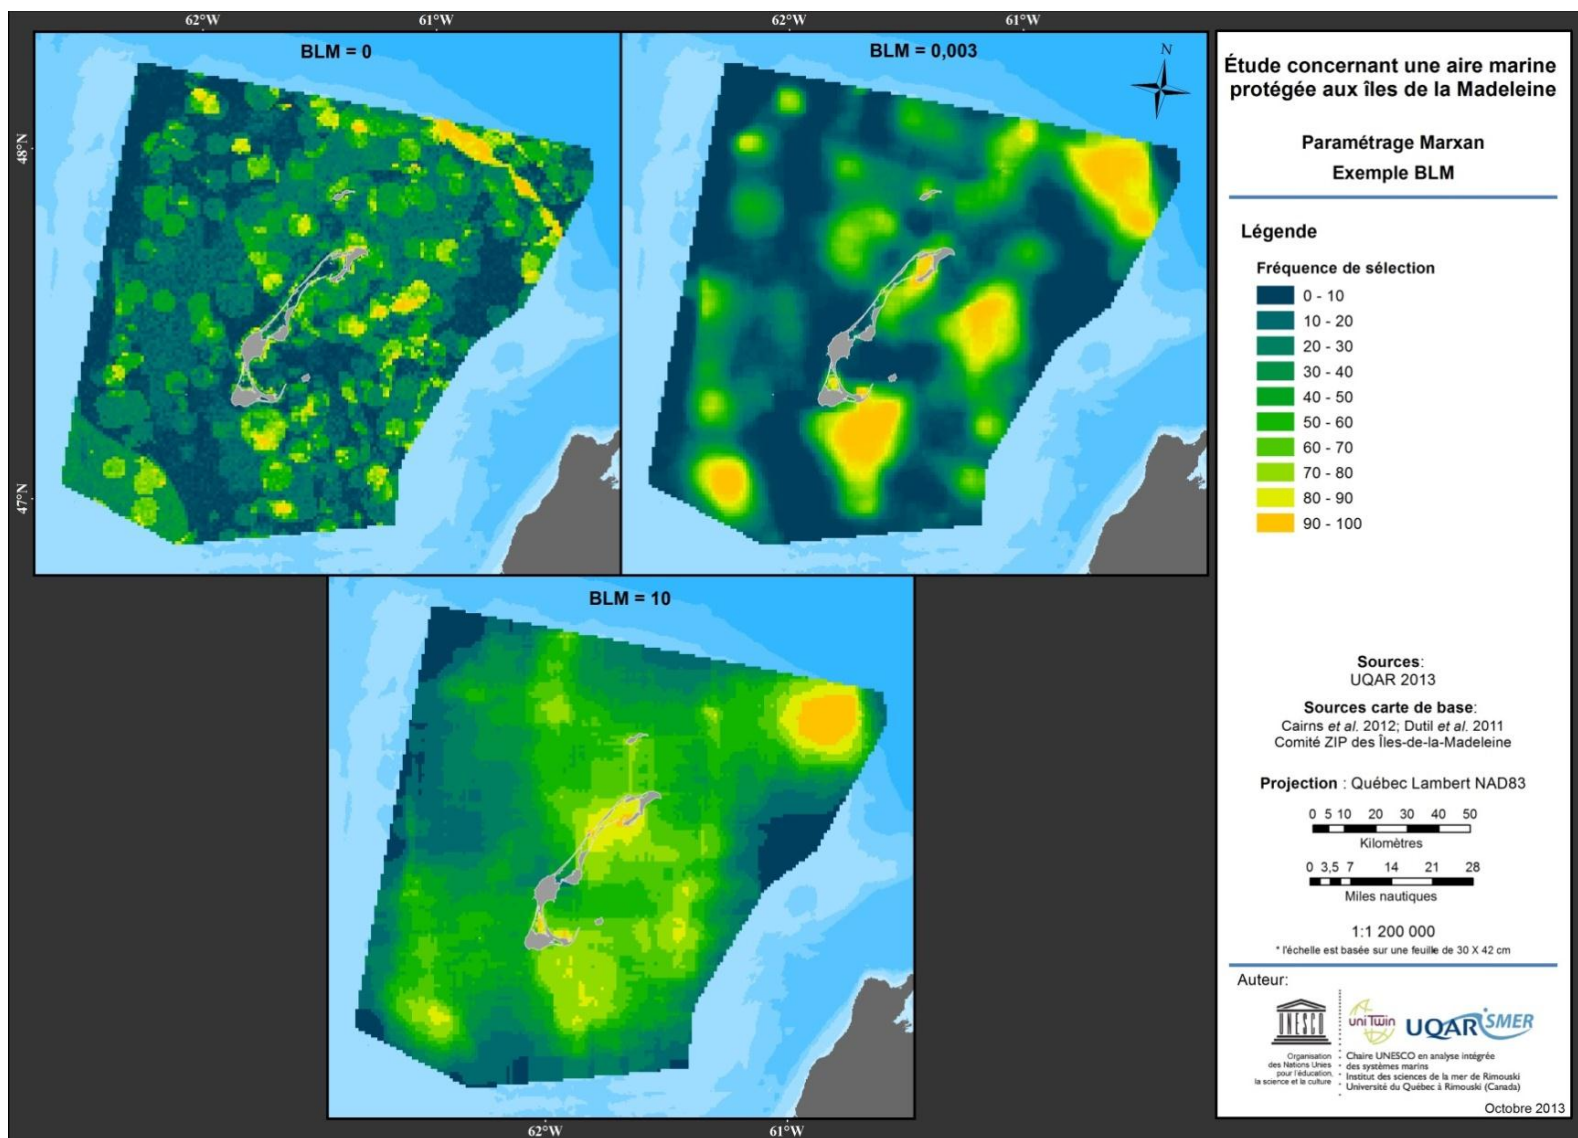 62°W
61°W
62°W
61°W
BLM = 0
BLM = 0,003
N
48°N
47°N
BLM = 10
62°W
61°W
Étude concernant une aire marine
protégée aux îles de la Madeleine
Paramétrage Marxan
Exemple BLM
Légende
Fréquence de sélection
0 - 10
10 - 20
20 - 30
30 - 40
40 - 50
50 - 60
60 - 70
70 - 80
80 - 90
90 - 100
Sources:
UQAR 2013
Sources carte de base:
Cairns et al. 2012; Dutil et al. 2011
Comité ZIP des Îles-de-la-Madeleine
Projection : Québec Lambert NAD83
0 5 10 20 30 40 50
Kilomètres
0 3,5 7 14 21 28
Miles nautiques
1:1 200 000
* l'échelle est basée sur une feuille de 30 X 42 cm
Auteur:
UNESCO
uniTwin
UQAR SMER
Organisation
des Nations Unies
pour l'éducation,
la science et la culture
Chaire UNESCO en analyse intégrée
des systèmes marins
Institut des sciences de la mer de Rimouski
Université du Québec à Rimouski (Canada)
Octobre 2013